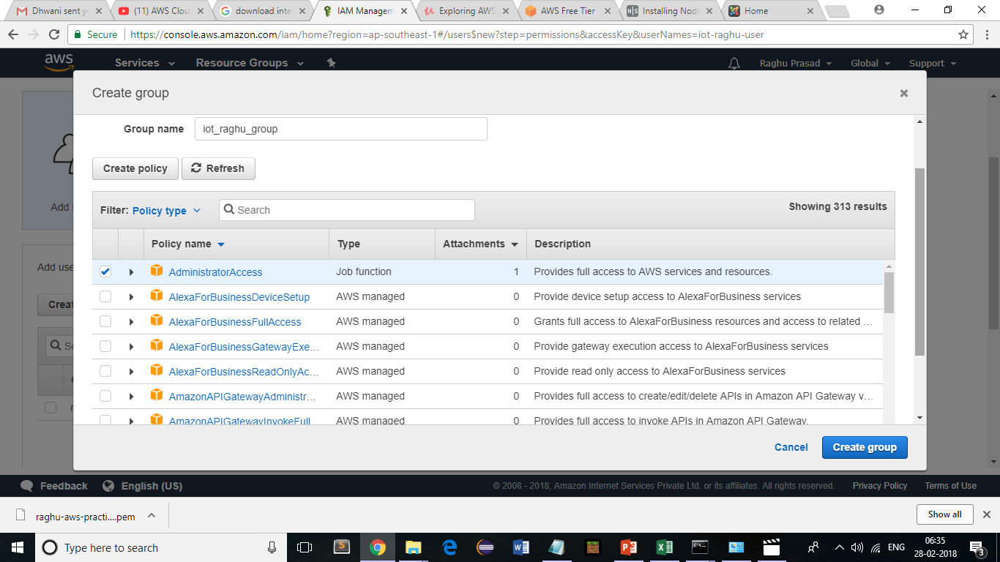 Dhwani sent y
(11) AWS Clou
download inte
IAM Managem
Exploring AWS
AWS Free Tier
Installing Node
Home
Secure
https://console.aws.amazon.com/iam/home?region=ap-southeast-1#/users$new?step=permissions&accessKey&userNames=iot-raghu-user
aws Services Resource Groups Raghu Prasad Global Support
Create group
Group name iot_raghu_group
Create policy Refresh
Filter: Policy type Search Showing 313 results
Policy name Type Attachments Description
AdministratorAccess Job function 1 Provides full access to AWS services and resources.
AlexaForBusinessDeviceSetup AWS managed 0 Provide device setup access to AlexaForBusiness services
AlexaForBusinessFullAccess AWS managed 0 Grants full access to AlexaForBusiness resources and access to related ...
AlexaForBusinessGatewayExe... AWS managed 0 Provide gateway execution access to AlexaForBusiness services
AlexaForBusinessReadOnlyAc... AWS managed 0 Provide read only access to AlexaForBusiness services
AmazonAPIGatewayAdministr... AWS managed 0 Provides full access to create/edit/delete APIs in Amazon API Gateway v...
AmazonAPIGatewayInvokeFull AWS managed 0 Provides full access to invoke APIs in Amazon API Gateway.
Cancel Create group
Add
Add use
Creat
Se
Feedback English (US) © 2008 - 2018, Amazon Internet Services Private Ltd. or its affiliates. All rights reserved. Privacy Policy Terms of Use
raghu-aws-practi....pem Show all
Type here to search ENG 06:35
28-02-2018
3